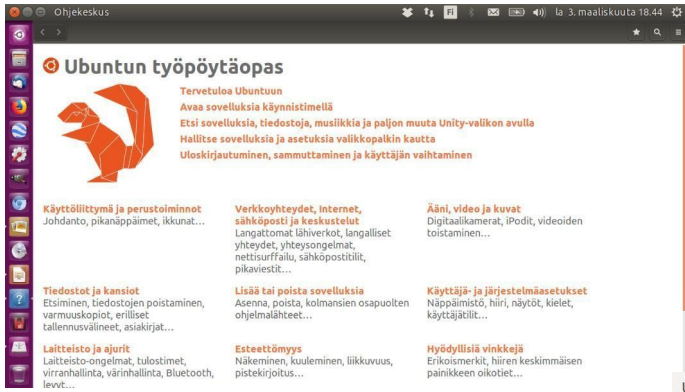 Ohjekeskus
Fi
la 3. maaliskuuta 18.44
Ubuntun työpöytäopas
Tervetuloa Ubuntuun
Avaa sovelluksia käynnistimellä
Etsi sovelluksia, tiedostoja, musiikkia ja paljon muuta Unity-valikon avulla
Hallitse sovelluksia ja asetuksia valikkopalkin kautta
Uloskirjautuminen, sammuttaminen ja käyttäjän vaihtaminen
Käyttöliittymä ja perustoiminnot
Johdanto, pikanäppäimet, ikkunat…
Verkkoyhteydet, Internet,
sähköposti ja keskustelut
Langattomat lähiverkot, langalliset
yhteydet, yhteysongelmat,
nettisurffailu, sähköpostitilit,
pikaviestit…
Ääni, video ja kuvat
Digitaalikamerat, iPodit, videoiden
toistaminen…
Tiedostot ja kansiot
Etsiminen, tiedostojen poistaminen,
varmuuskopiot, erilliset
tallennusvälineet, asiakirjat…
Lisää tai poista sovelluksia
Asenna, poista, kolmansien osapuolten
ohjelmalähteet…
Käyttäjä- ja järjestelmäasetukset
Näppäimistö, hiiri, näytöt, kielet,
käyttäjätilit…
Laitteisto ja ajurit
Laitteisto-ongelmat, tulostimet,
virranhallinta, värinhallinta, Bluetooth,
levyt…
Esteettömyys
Näkeminen, kuuleminen, liikkuvuus,
pistekirjoitus…
Hyödyllisiä vinkkejä
Erikoismerkit, hiiren keskimmäisen
painikkeen oikotiet…